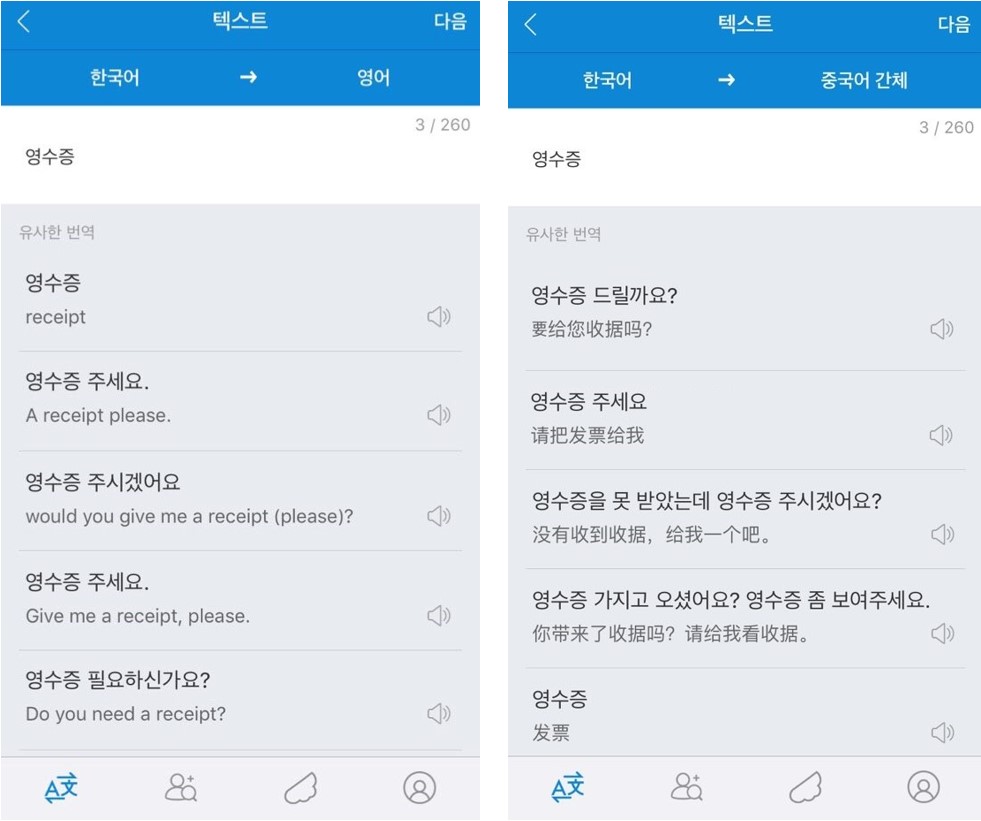 텍스트
다음
한국어 → 영어
3 / 260
영수증
유사한 번역
영수증
receipt
영수증 주세요.
A receipt please.
영수증 주시겠어요
would you give me a receipt (please)?
영수증 주세요.
Give me a receipt, please.
영수증 필요하신가요?
Do you need a receipt?
A文
텍스트
다음
한국어 → 중국어 간체
3 / 260
영수증
유사한 번역
영수증 드릴까요?
要给您收据吗?
영수증 주세요
请把发票给我
영수증을 못 받았는데 영수증 주시겠어요?
没有收到收据，给我一个吧。
영수증 가지고 오셨어요? 영수증 좀 보여주세요.
你带来了收据吗？请给我看收据。
영수증
发票
A文